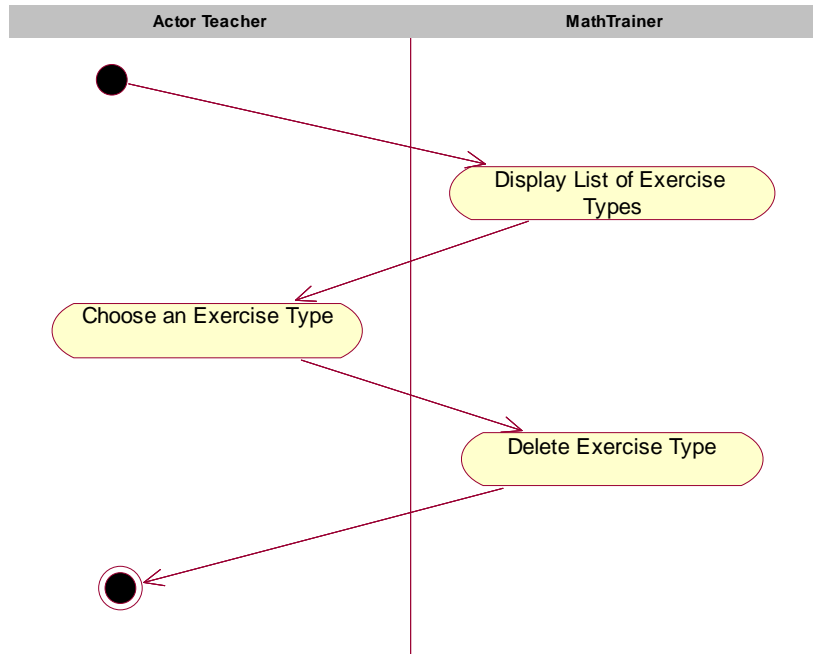 Actor Teacher
MathTrainer
Display List of Exercise
Types
Choose an Exercise Type
Delete Exercise Type